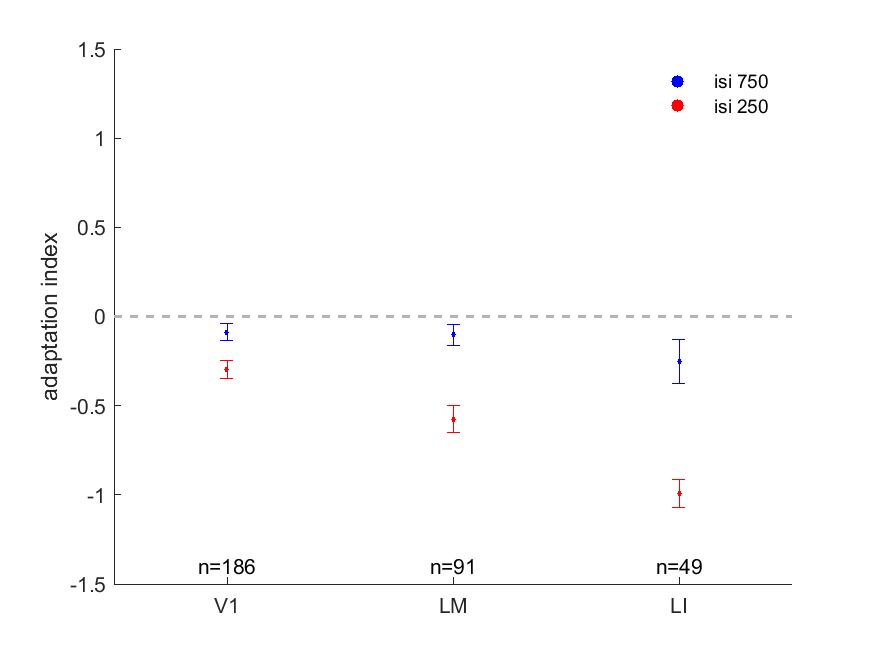 1.5
isi 750
isi 250
1
0.5
0
-0.5
-1
-1.5
adaptation index
n=186
n=91
n=49
V1
LM
LI